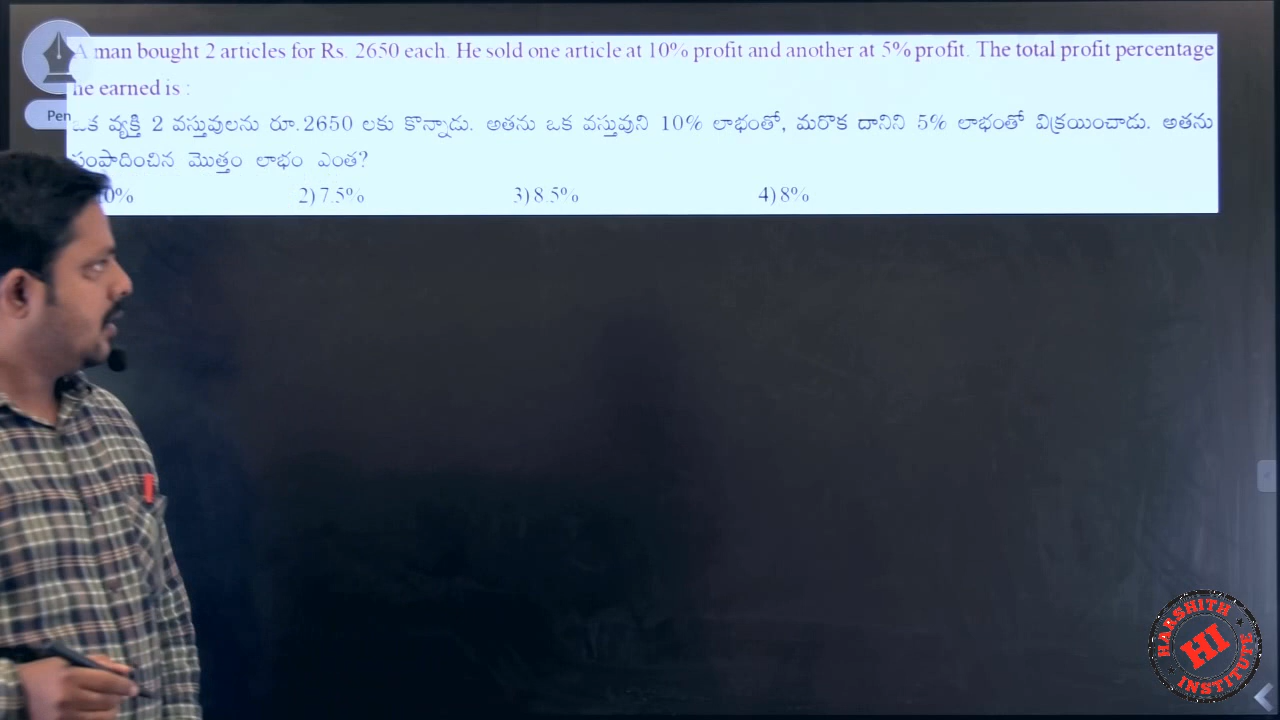 A man bought 2 articles for Rs. 2650 each. He sold one article at 10% profit and another at 5% profit. The total profit percentage
he earned is :
Pen
ఒక వ్యక్తి 2 వస్తువులను రూ.2650 లకు కొన్నాడు. అతను ఒక వస్తువుని 10% లాభంతో, మరొక దానిని 5% లాభంతో విక్రయించాడు. అతను
సంపాదించిన మొత్తం లాభం ఎంత?
0% 2) 7.5% 3) 8.5% 4) 8%
HARSHITH
HI
INSTITUTE